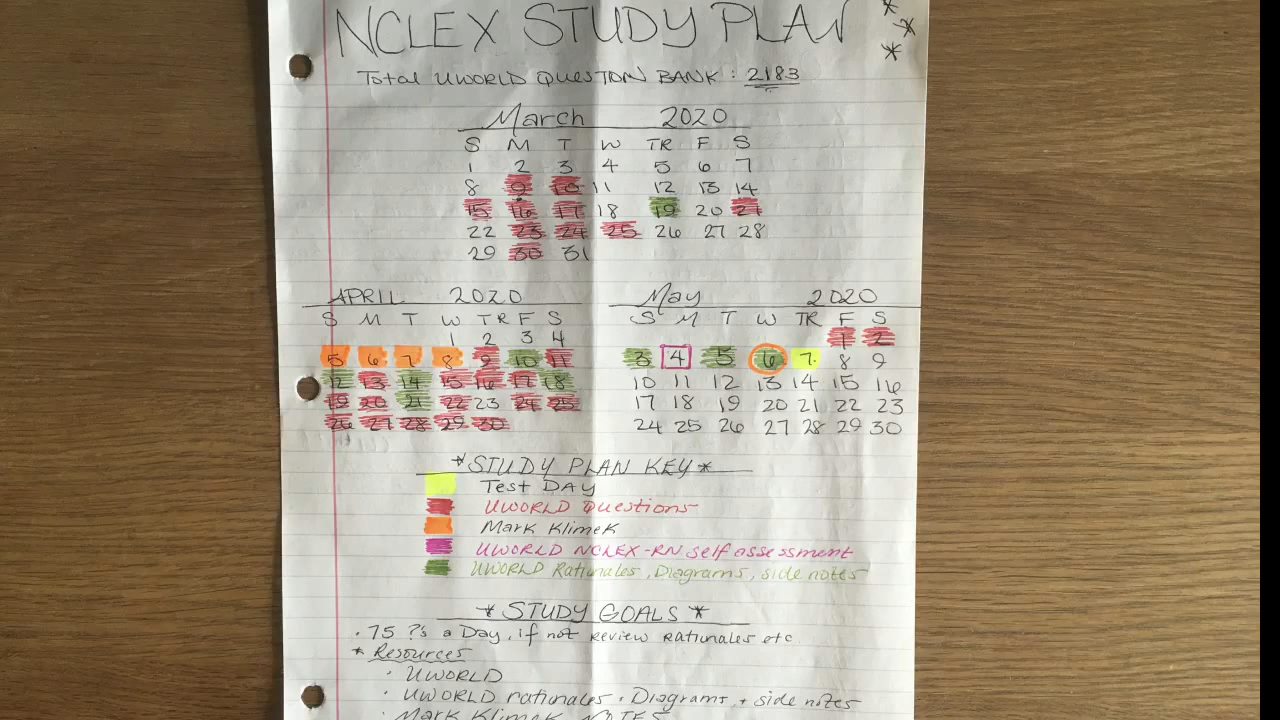 NCLEX STUDY PLAN
Total UWORLD QUESTION BANK : 2183
March 2020
S M T W TR F S
1 2 3 4 5 6 7
8 9 10 11 12 13 14
15 16 17 18 19 20 21
22 23 24 25 26 27 28
29 30 31
APRIL 2020
S M T W TR F S
1 2 3 4
5 6 7 8 9 10 11
12 13 14 15 16 17 18
19 20 21 22 23 24 25
26 27 28 29 30
May 2020
S M T W TR F S
1 2
3 4 5 6 7 8 9
10 11 12 13 14 15 16
17 18 19 20 21 22 23
24 25 26 27 28 29 30
*STUDY PLAN KEY*
Test DAY
UWORLD Questions
Mark Klimek
UWORLD NCLEX-RN self assessment
UWORLD Rationales, Diagrams, side notes
* STUDY GOALS *
· 75 ?'s a Day, if not Review Rationales etc.
* Resources
· UWORLD
· UWORLD rationales · Diagrams + side notes
· Mark Klimek NOTES